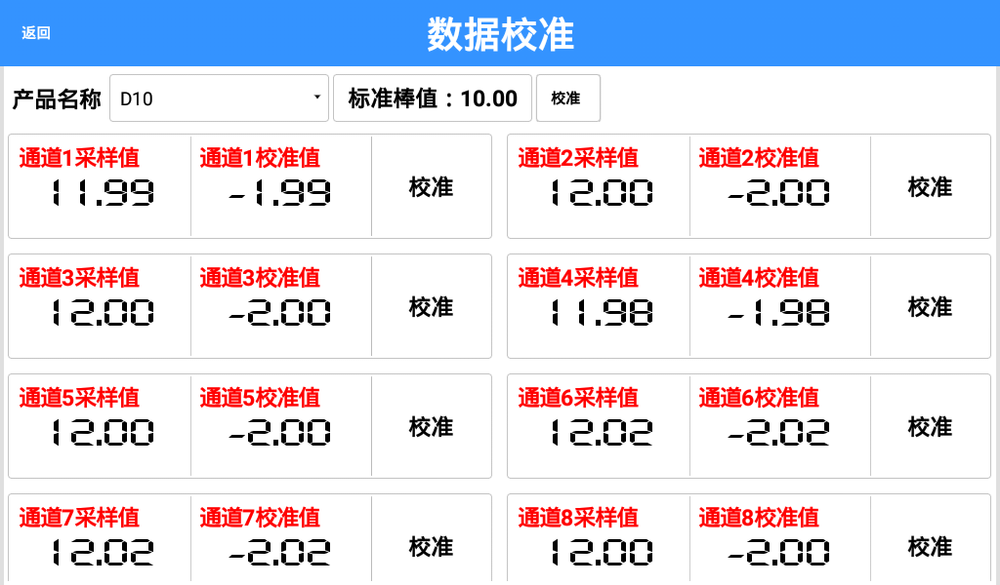 返回
数据校准
产品名称 D10 标准棒值：10.00 校准
通道1采样值 通道1校准值 通道2采样值 通道2校准值
11.99 -1.99 校准 12.00 -2.00 校准
通道3采样值 通道3校准值 通道4采样值 通道4校准值
12.00 -2.00 校准 11.98 -1.98 校准
通道5采样值 通道5校准值 通道6采样值 通道6校准值
12.00 -2.00 校准 12.02 -2.02 校准
通道7采样值 通道7校准值 通道8采样值 通道8校准值
12.02 -2.02 校准 12.00 -2.00 校准